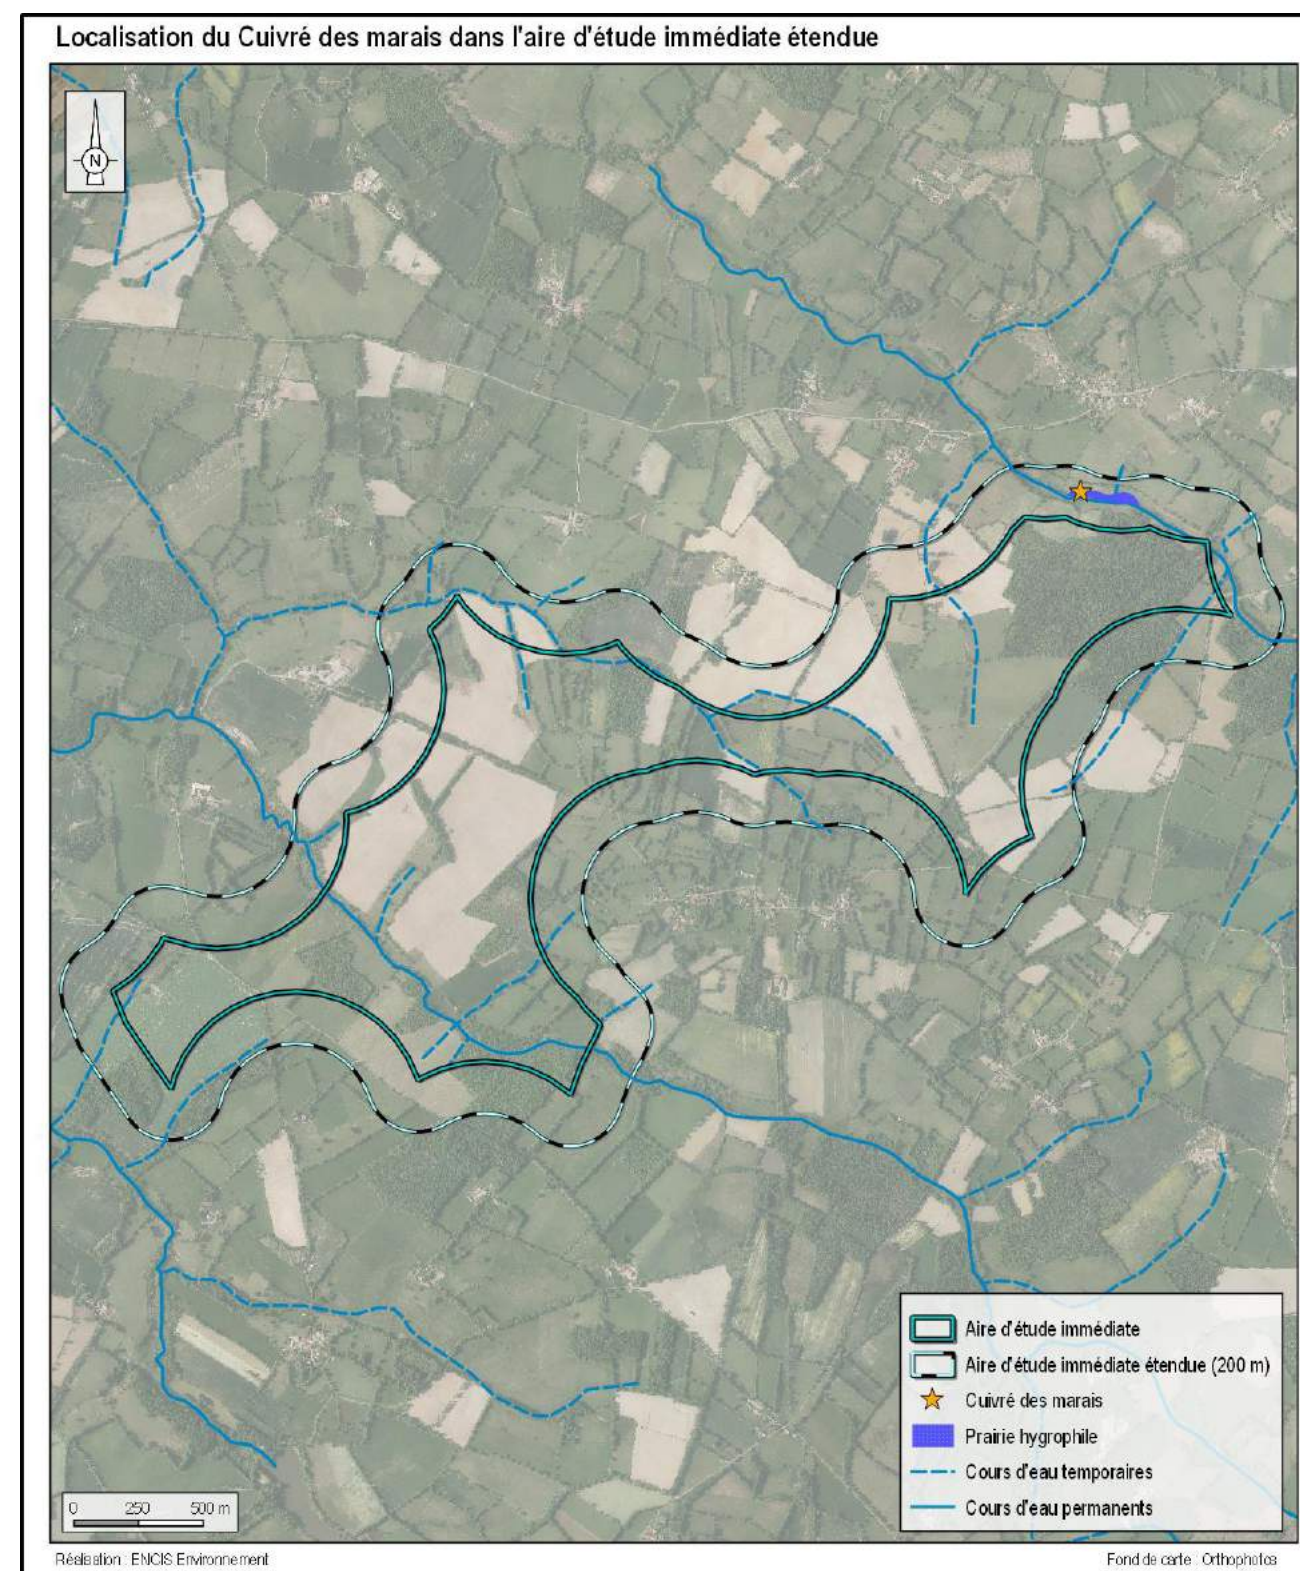 Localisation du Cuivré des marais dans l'aire d'étude immédiate étendue
N
Aire d'étude immédiate
Aire d'étude immédiate étendue (200 m)
Cuivré des marais
Prairie hygrophile
Cours d'eau temporaires
Cours d'eau permanents
0 250 500 m
Réalisation : ENCIS Environnement
Fond de carte : Orthophotos